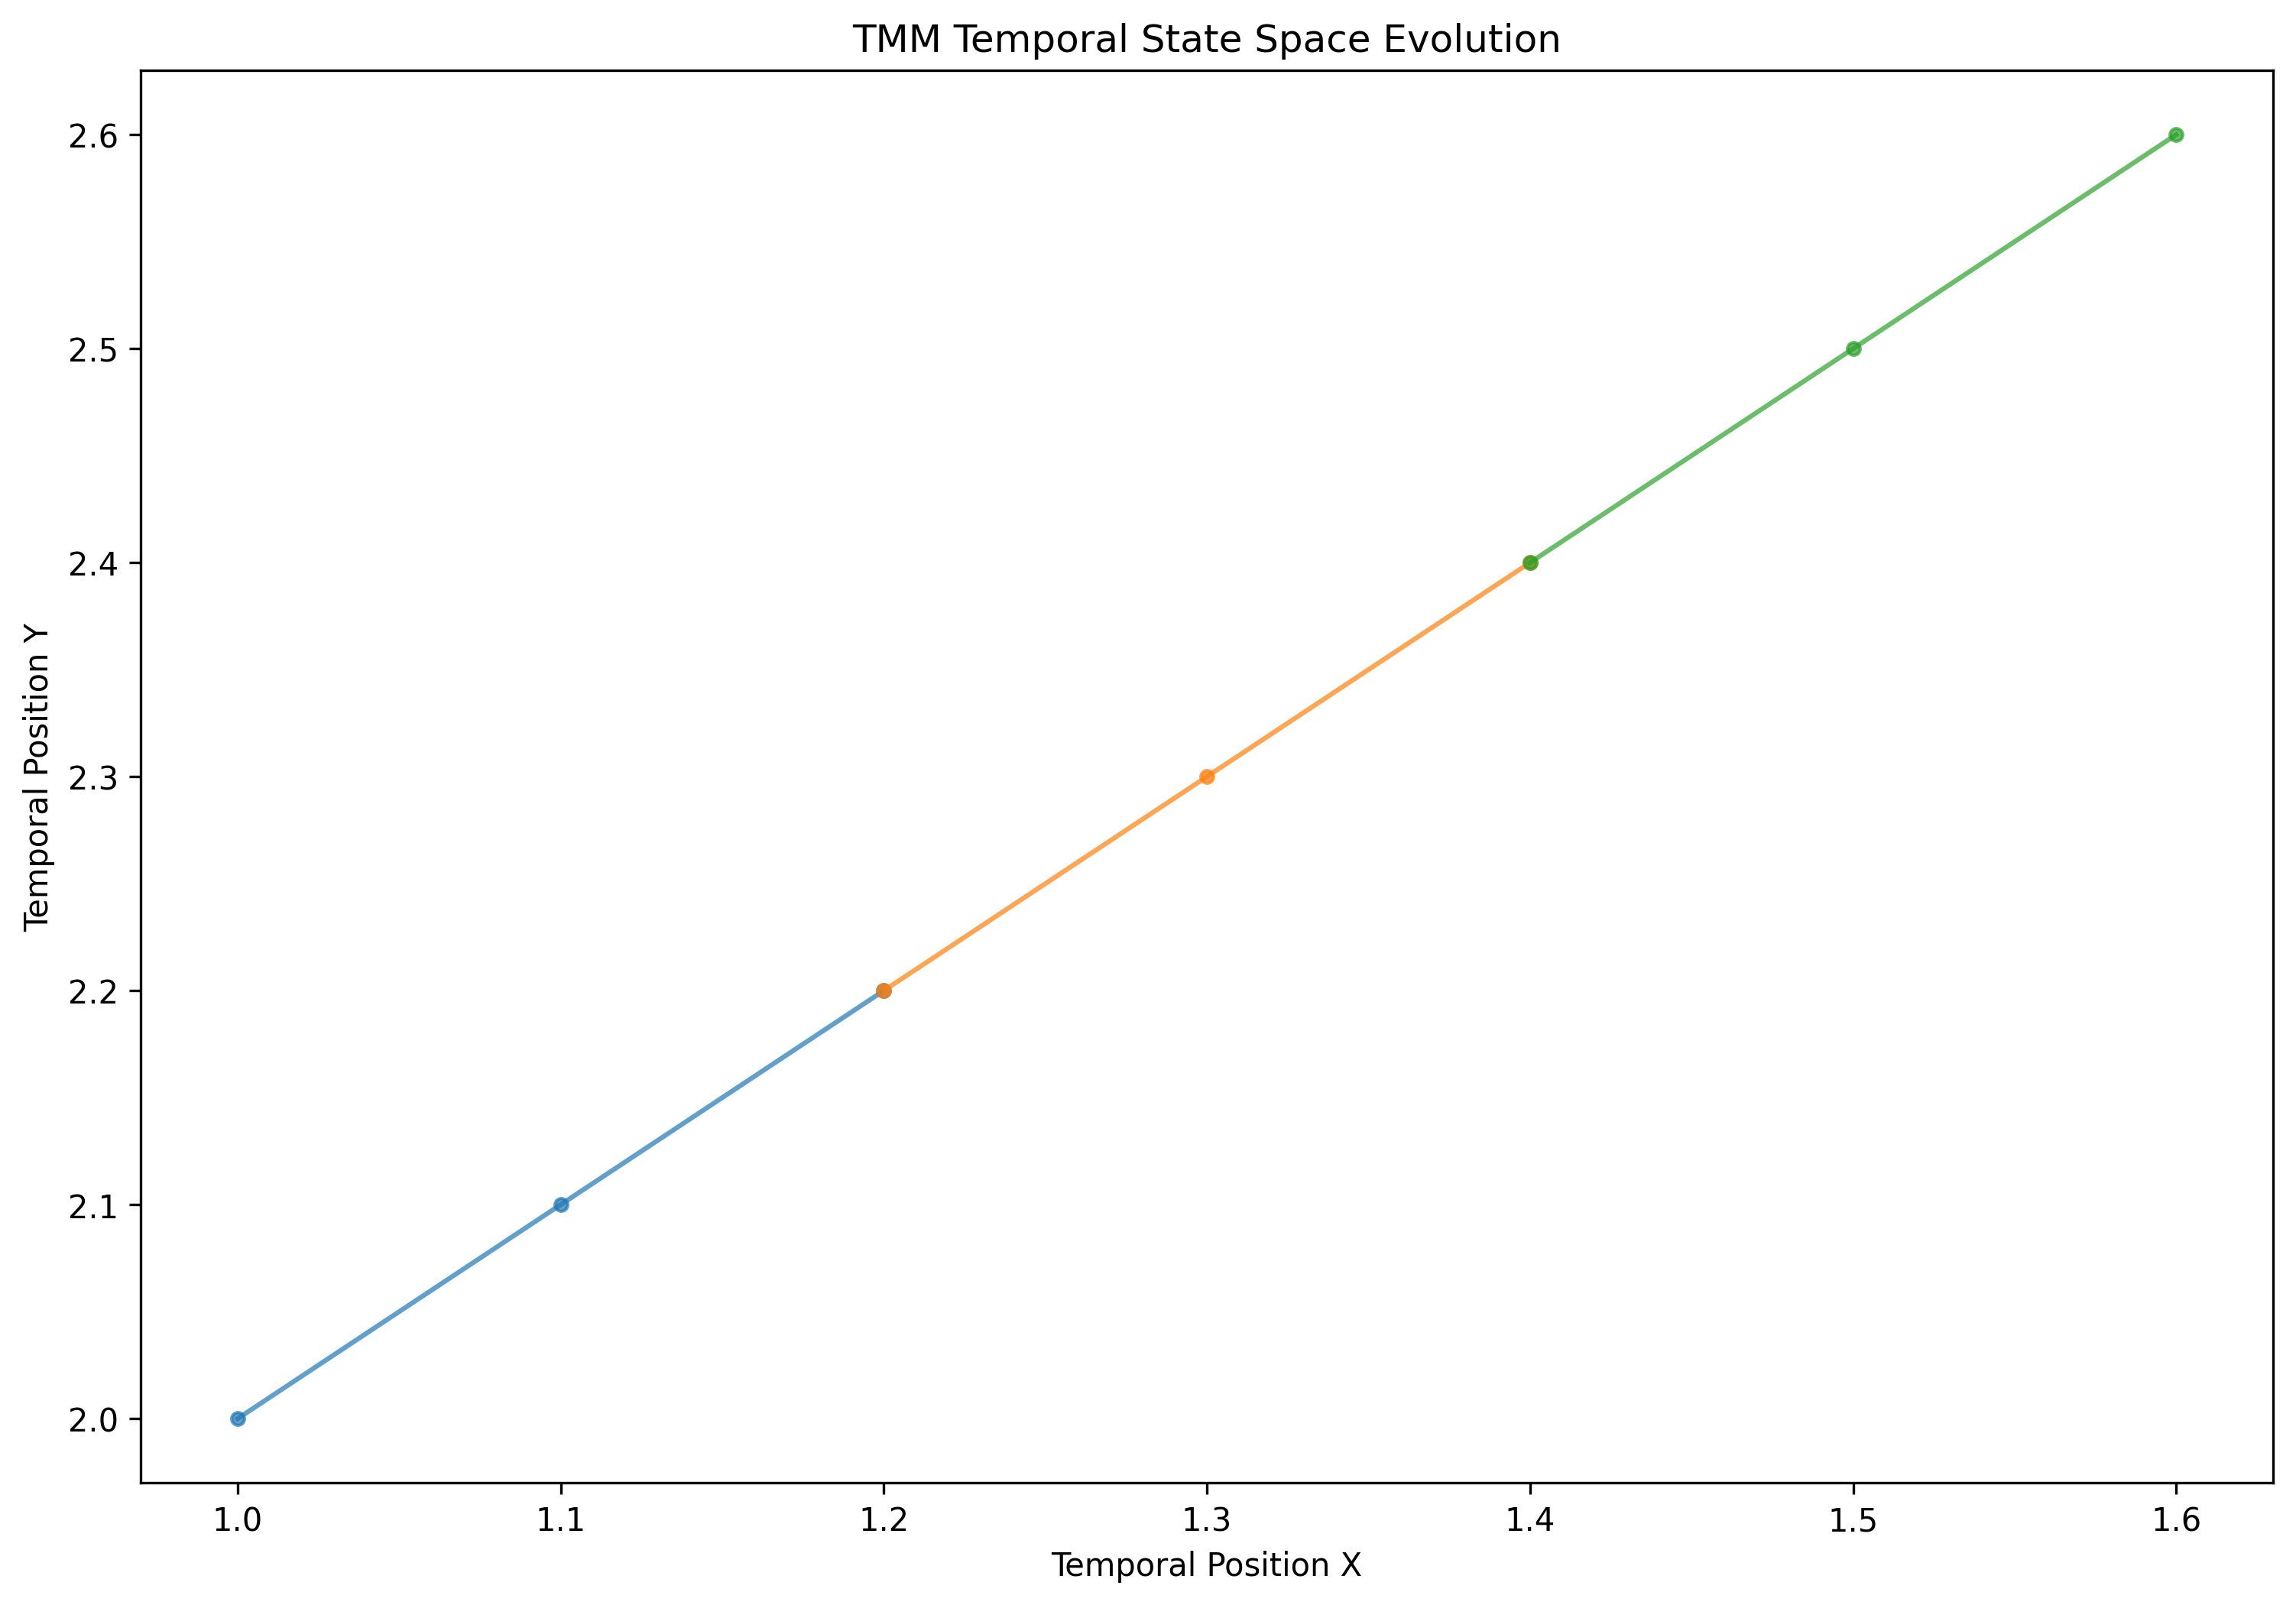 TMM Temporal State Space Evolution
2.6
2.5
2.4
2.3
2.2
2.1
2.0
Temporal Position Y
1.0 1.1 1.2 1.3 1.4 1.5 1.6
Temporal Position X